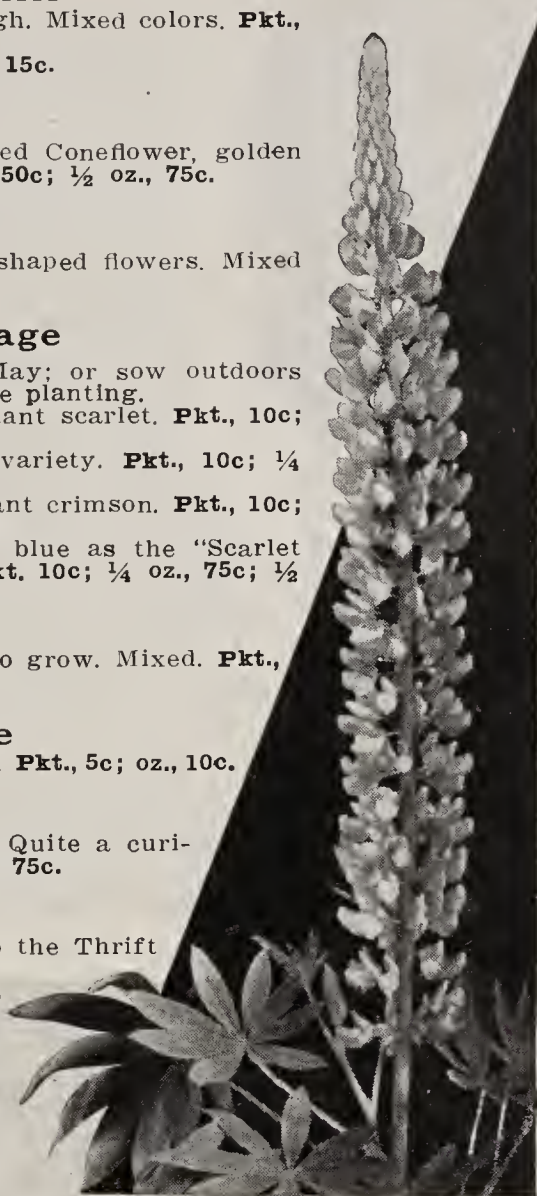 gh. Mixed colors. Pkt.,
15c.
ed Coneflower, golden
50c; ½ oz., 75c.
shaped flowers. Mixed
age
May; or sow outdoors
e planting.
ant scarlet. Pkt., 10c;
variety. Pkt., 10c; ¼
nt crimson. Pkt., 10c;
blue as the "Scarlet
kt. 10c; ¼ oz., 75c; ½
o grow. Mixed. Pkt.,
e
Pkt., 5c; oz., 10c.
Quite a curi-
75c.
the Thrift